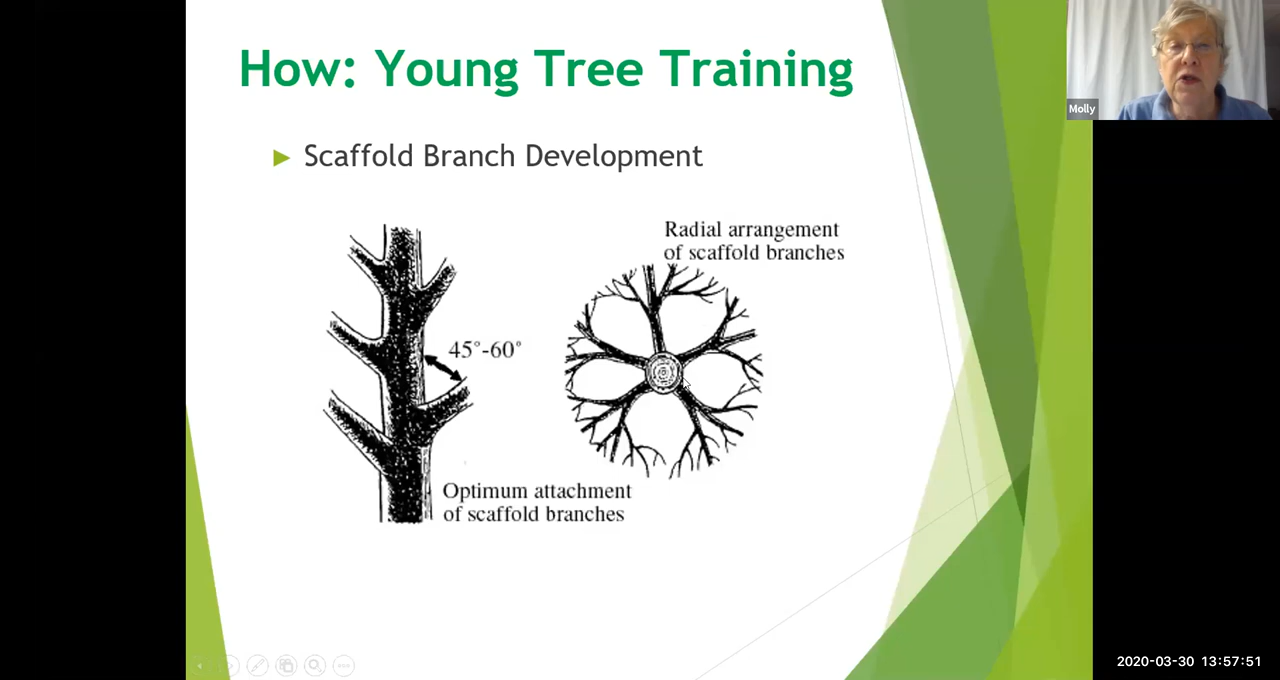 How: Young Tree Training
Molly
Scaffold Branch Development
Radial arrangement
of scaffold branches
45°-60°
Optimum attachment
of scaffold branches
2020-03-30 13:57:51